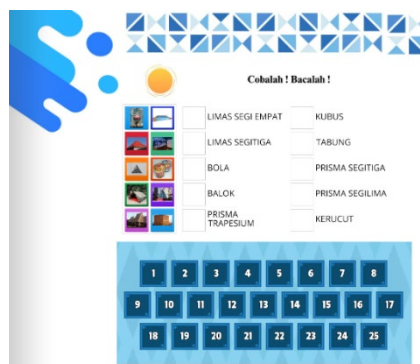 Cobalah ! Bacalah !
LIMAS SEGI EMPAT
KUBUS
LIMAS SEGITIGA
TABUNG
BOLA
PRISMA SEGITIGA
BALOK
PRISMA SEGILIMA
PRISMA
TRAPESIUM
KERUCUT
1 2 3 4 5 6 7 8
9 10 11 12 13 14 15 16 17
18 19 20 21 22 23 24 25